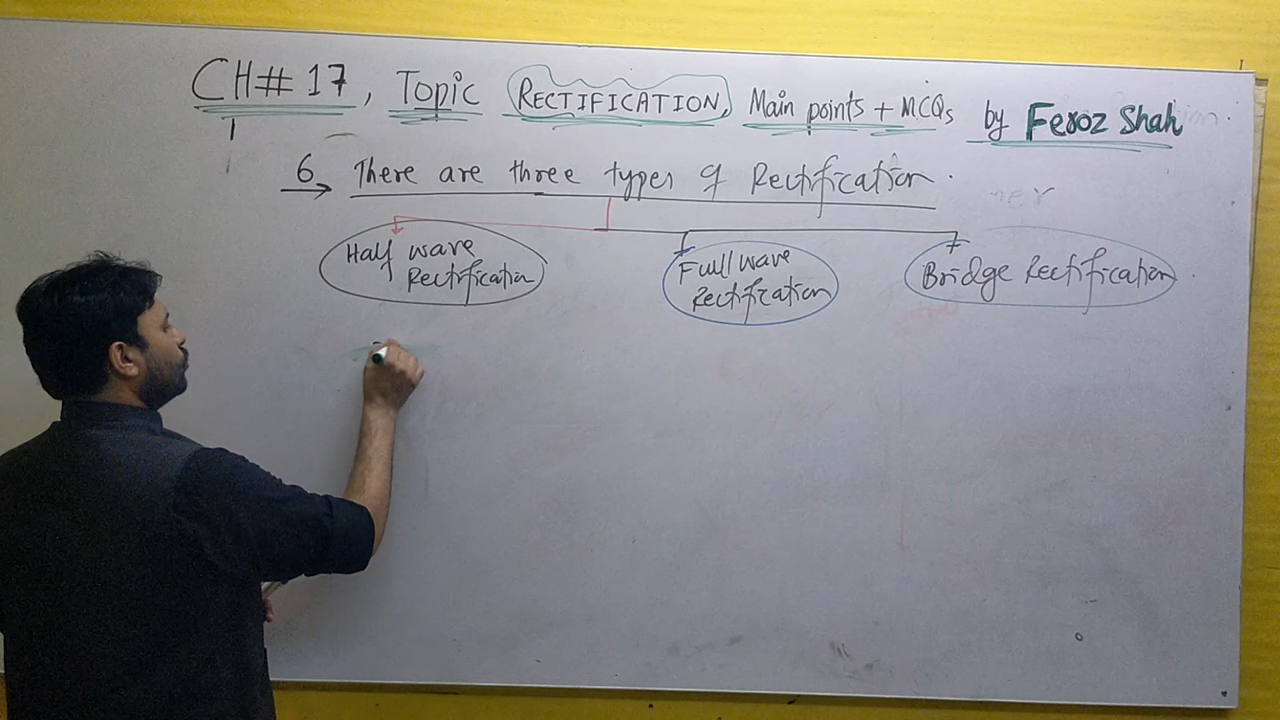 CH# 17, Topic RECTIFICATION, Main points + MCQs by Feroz Shah
6 There are three types of Rectification.
Half wave Rectification
Full wave Rectification
Bridge Rectification.